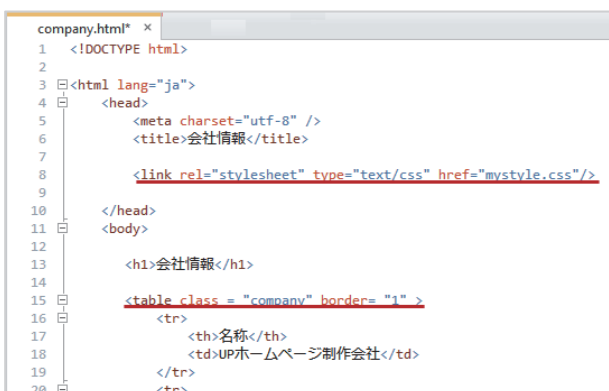 company.html* ×
1 <!DOCTYPE html>
2
3 <html lang="ja">
4 <head>
5 <meta charset="utf-8" />
6 <title>会社情報</title>
7
8 <link rel="stylesheet" type="text/css" href="mystyle.css"/>
9
10 </head>
11 <body>
12
13 <h1>会社情報</h1>
14
15 <table class = "company" border= "1" >
16 <tr>
17 <th>名称</th>
18 <td>UPホームページ制作会社</td>
19 </tr>
20 <tr>